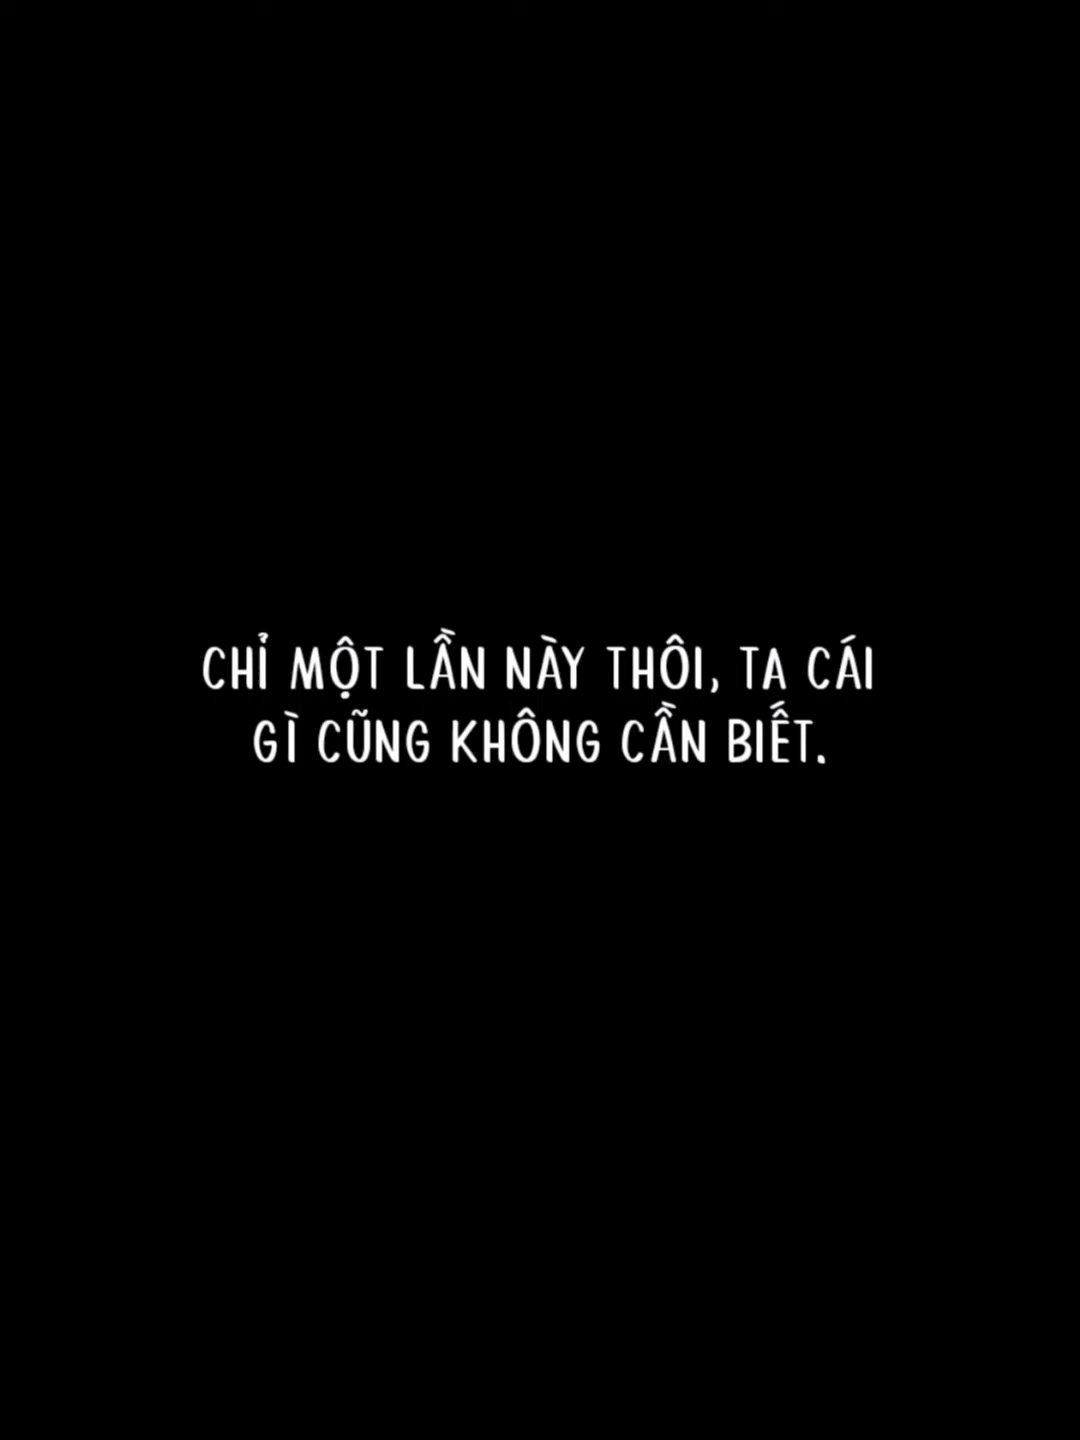 CHỈ MỘT LẦN NÀY THÔI, TA CÁI
GÌ CŨNG KHÔNG CẦN BIẾT.